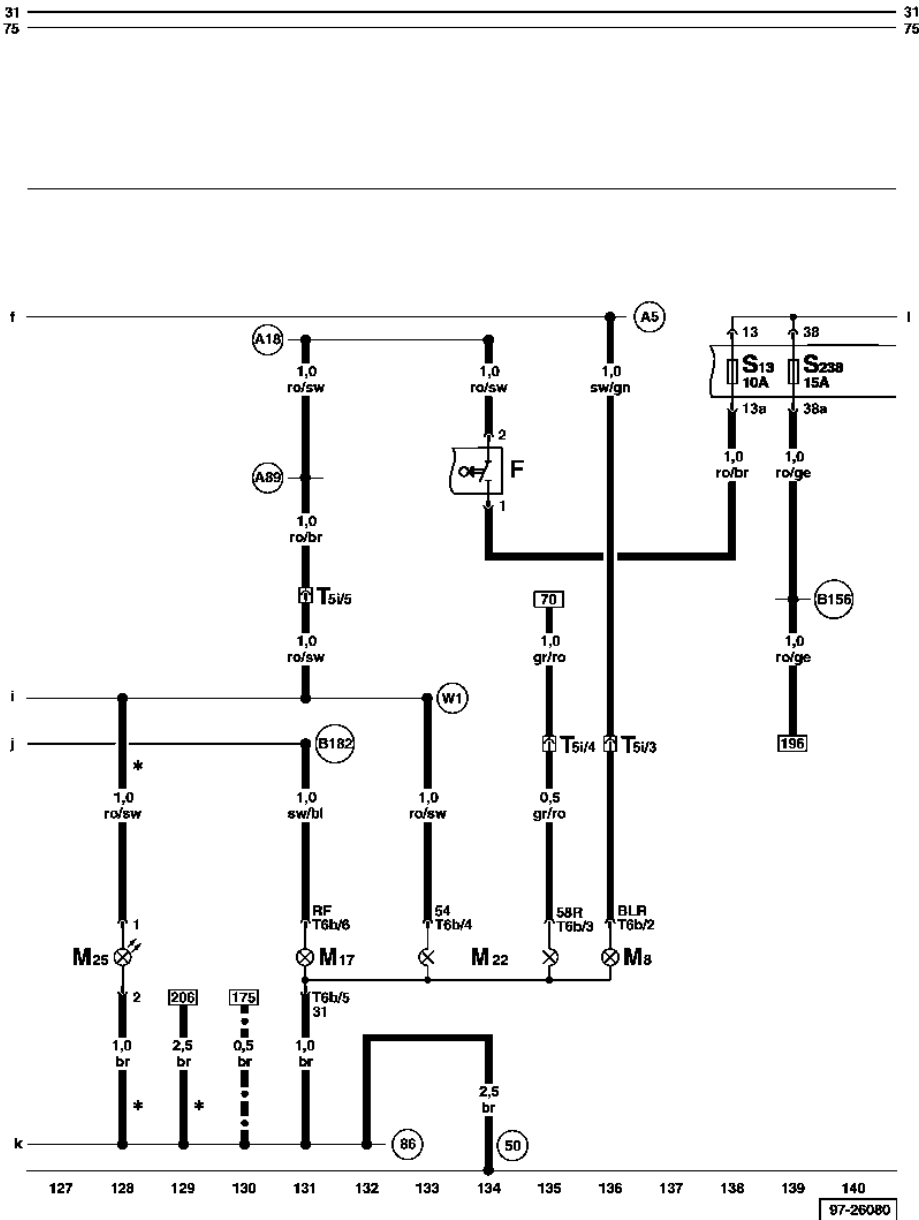 31 31
75 75
f A5 l
A18 13 38
1,0 1,0 1,0 S13 S238
ro/sw ro/sw sw/gn 10A 15A
13a 38a
2
F
A89 1,0 1,0
ro/br ro/ge
1
1,0
ro/br
T5i/5 70 B156
1,0 1,0 1,0
ro/sw gr/ro ro/ge
i W1
j B182 T5i/4 T5i/3 196
*
1,0 1,0 1,0 0,5
ro/sw sw/bl ro/sw gr/ro
1 RF 54 58R BLR
T6b/6 T6b/4 T6b/3 T6b/2
M25 M17 M22 M8
2 206 175 T6b/5
31
1,0 2,5 0,5 1,0
br br br br
2,5
br
* *
k 86 50
127 128 129 130 131 132 133 134 135 136 137 138 139 140
97-26080